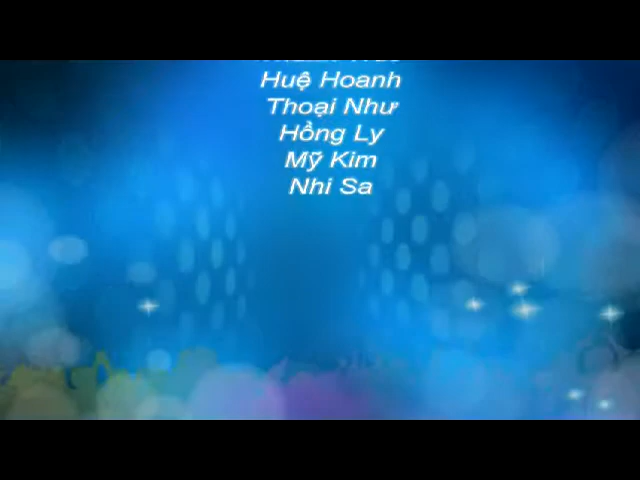 Huệ Hoanh
Thoại Như
Hồng Ly
Mỹ Kim
Nhi Sa